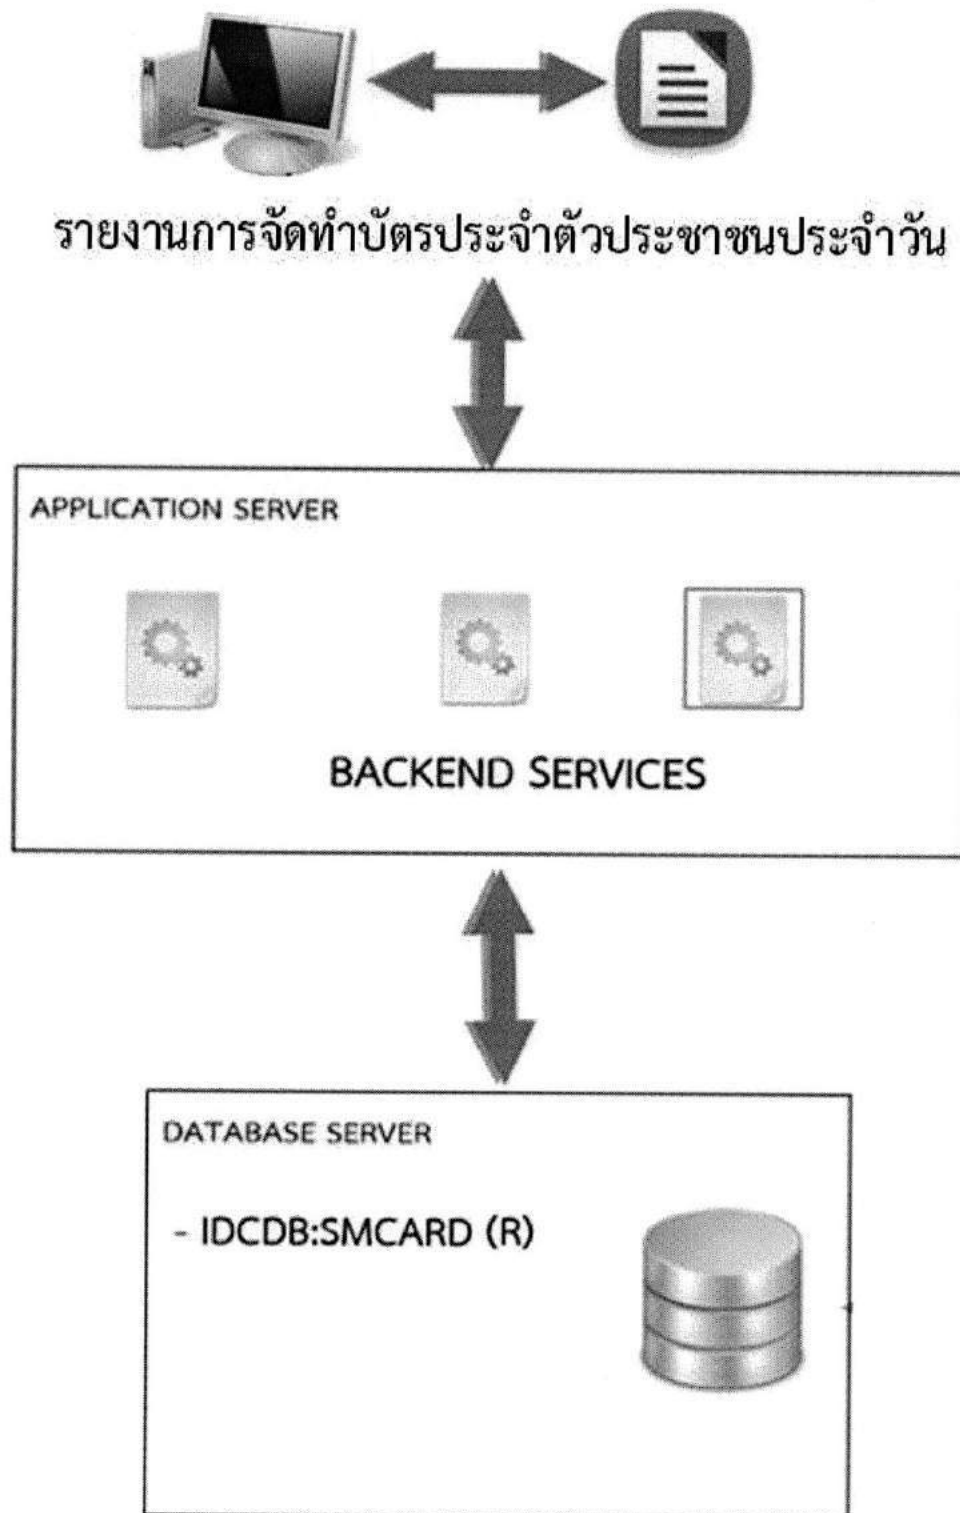 รายงานการจัดทำบัตรประจำตัวประชาชนประจำวัน
APPLICATION SERVER
BACKEND SERVICES
DATABASE SERVER
- IDCDB:SMCARD (R)